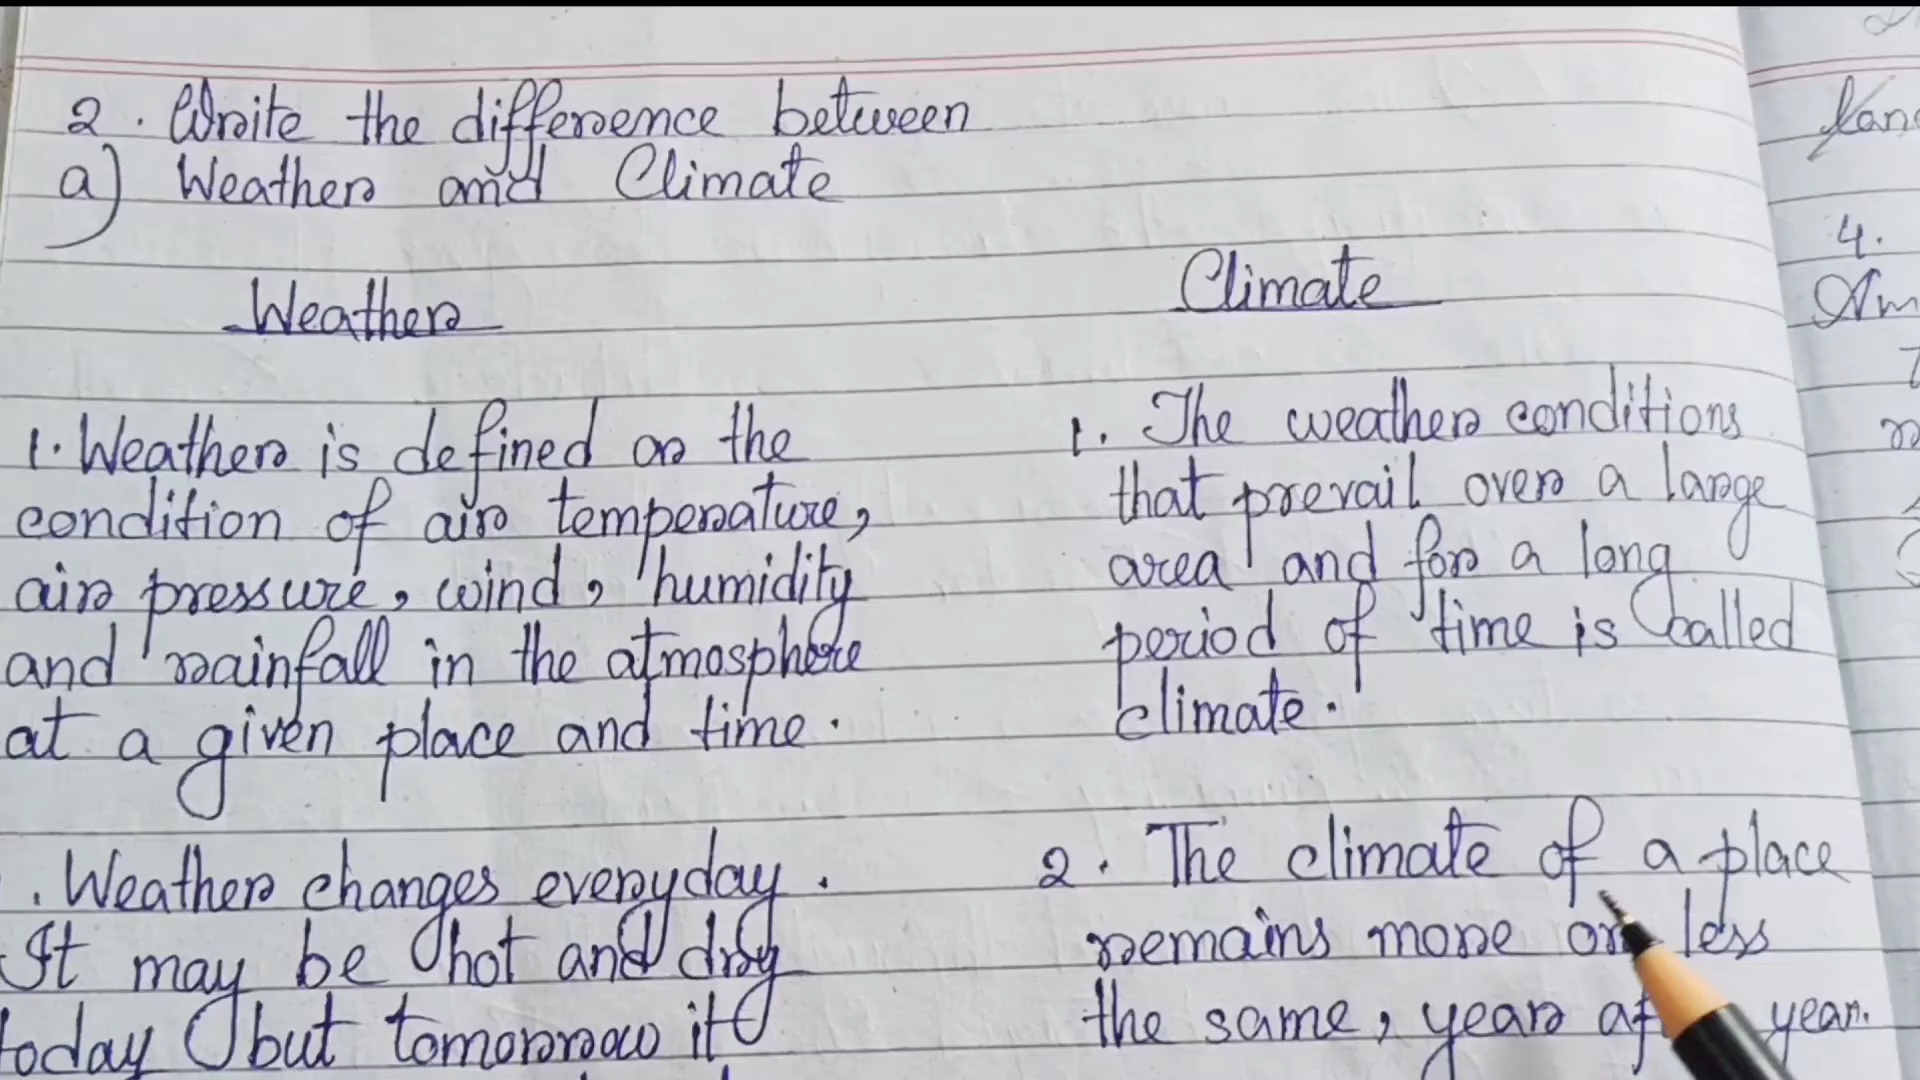 2. Write the difference between
a) Weather and Climate
Weather
1. Weather is defined or the
condition of air temperature,
air pressure, wind, humidity
and rainfall in the atmosphere
at a given place and time.
. Weather changes everyday.
It may be hot and dry
today but tomorrow it
Climate
1. The weather conditions
that prevail over a large
area and for a long
period of time is called
climate.
2. The climate of a place
remains more or less
the same, year year.
4.